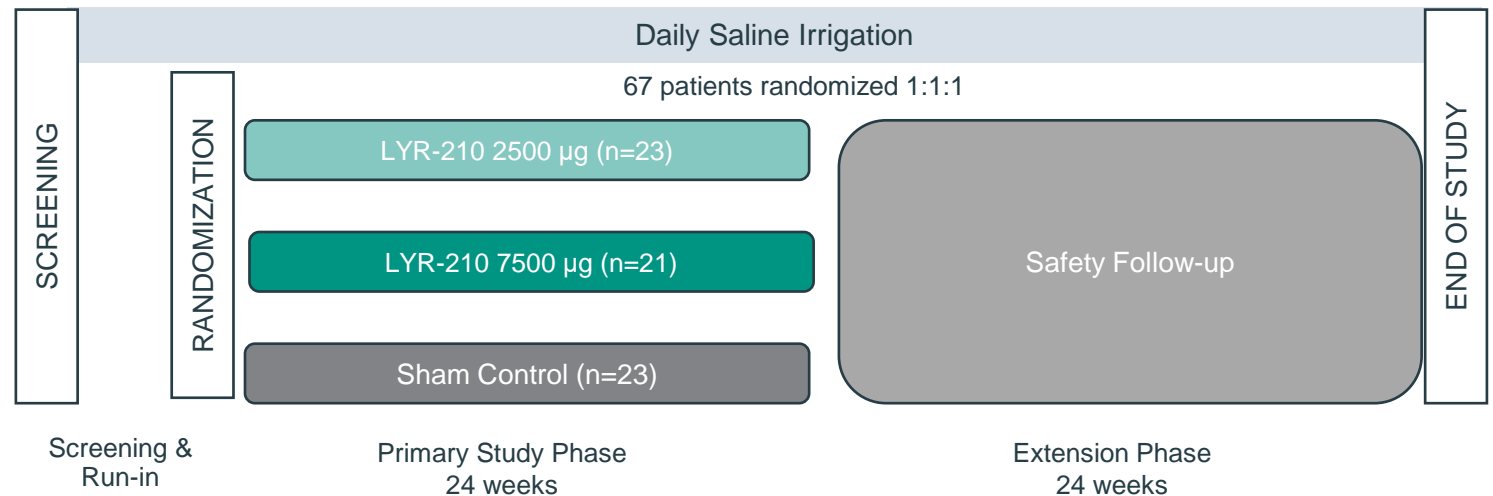 Daily Saline Irrigation
67 patients randomized 1:1:1
SCREENING
RANDOMIZATION
LYR-210 2500 µg (n=23)
LYR-210 7500 µg (n=21)
Sham Control (n=23)
Safety Follow-up
END OF STUDY
Screening &
Run-in
Primary Study Phase
24 weeks
Extension Phase
24 weeks